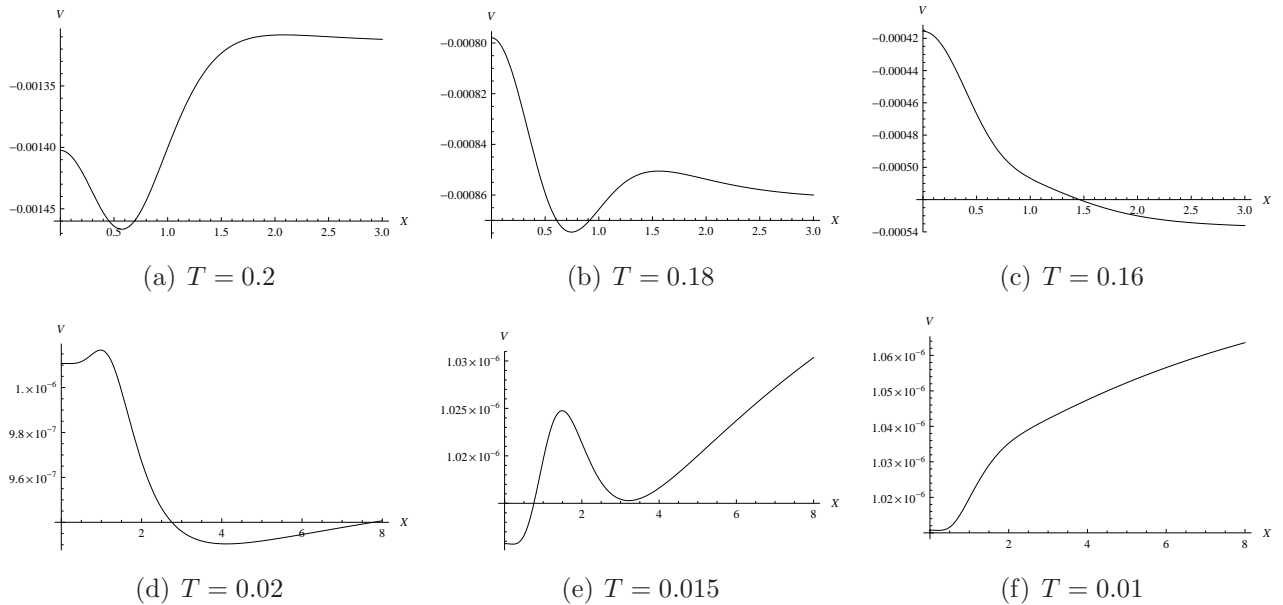 V
−0.00135
−0.00140
−0.00145
0.5 1.0 1.5 2.0 2.5 3.0 X
(a) T = 0.2
V
−0.00080
−0.00082
−0.00084
−0.00086
0.5 1.0 1.5 2.0 2.5 3.0 X
(b) T = 0.18
V
−0.00042
−0.00044
−0.00046
−0.00048
−0.00050
−0.00054
0.5 1.0 1.5 2.0 2.5 3.0 X
(c) T = 0.16
V
1.×10⁻⁶
9.8×10⁻⁷
9.6×10⁻⁷
2 4 6 8 X
(d) T = 0.02
V
1.03×10⁻⁶
1.025×10⁻⁶
1.02×10⁻⁶
2 4 6 8 X
(e) T = 0.015
V
1.06×10⁻⁶
1.05×10⁻⁶
1.04×10⁻⁶
1.03×10⁻⁶
1.02×10⁻⁶
2 4 6 8 X
(f) T = 0.01